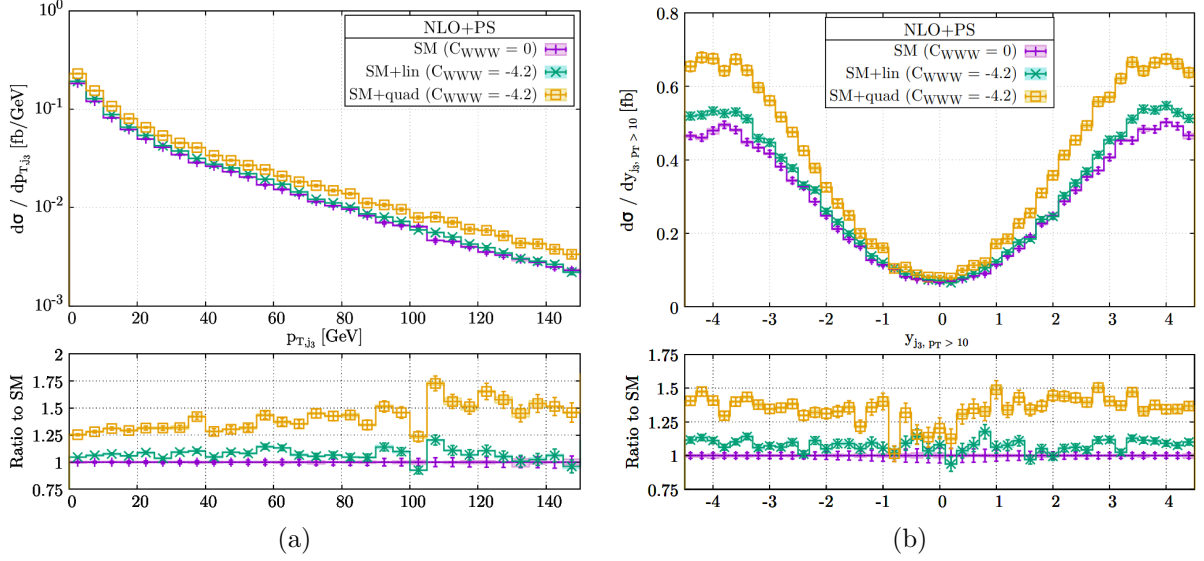 NLO+PS
SM (C_WWW = 0)
SM+lin (C_WWW = -4.2)
SM+quad (C_WWW = -4.2)
dσ / dp_T,j3 [fb/GeV]
10^0
10^-1
10^-2
10^-3
0 20 40 60 80 100 120 140
p_T,j3 [GeV]
Ratio to SM
2
1.75
1.5
1.25
1
0.75
0 20 40 60 80 100 120 140
(a)
NLO+PS
SM (C_WWW = 0)
SM+lin (C_WWW = -4.2)
SM+quad (C_WWW = -4.2)
dσ / dy_j3, pT > 10 [fb]
0.8
0.6
0.4
0.2
0
-4 -3 -2 -1 0 1 2 3 4
y_j3, pT > 10
Ratio to SM
1.75
1.5
1.25
1
0.75
-4 -3 -2 -1 0 1 2 3 4
(b)